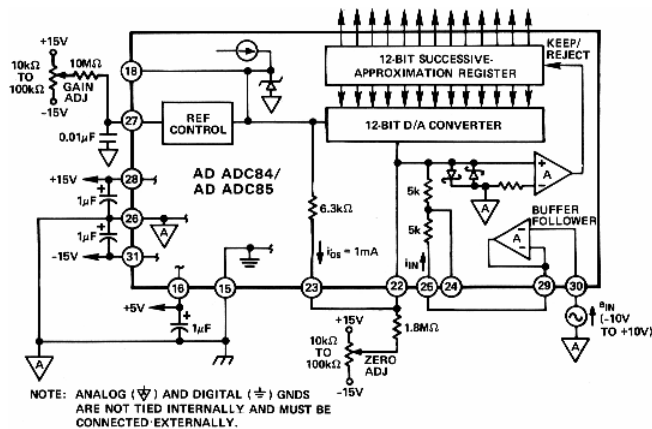 +15V
10kΩ
TO
100kΩ
10MΩ
GAIN
ADJ
-15V
18
12-BIT SUCCESSIVE-
APPROXIMATION REGISTER
KEEP/
REJECT
27
REF
CONTROL
12-BIT D/A CONVERTER
0.01µF
AD ADC84/
AD ADC85
+15V
28
+
1µF
26
A
+
1µF
-15V
31
6.3kΩ
iOS = 1mA
5k
5k
iIN
A
+
−
A
BUFFER
FOLLOWER
A
+
−
16
15
23
22
25
24
29
30
+5V
+
1µF
A
+15V
10kΩ
TO
100kΩ
-15V
ZERO
ADJ
1.8MΩ
eIN
(-10V
TO +10V)
A
NOTE: ANALOG (A) AND DIGITAL (⏚) GNDS
ARE NOT TIED INTERNALLY AND MUST BE
CONNECTED EXTERNALLY.